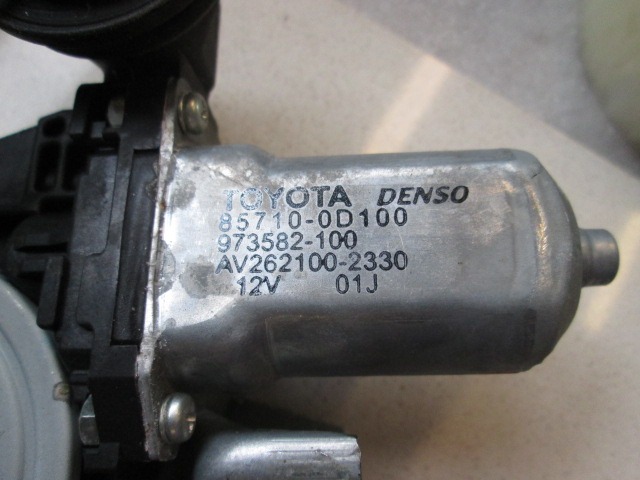 TOYOTA DENSO
85710-0D100
973582-100
AV262100-2330
12V 01J